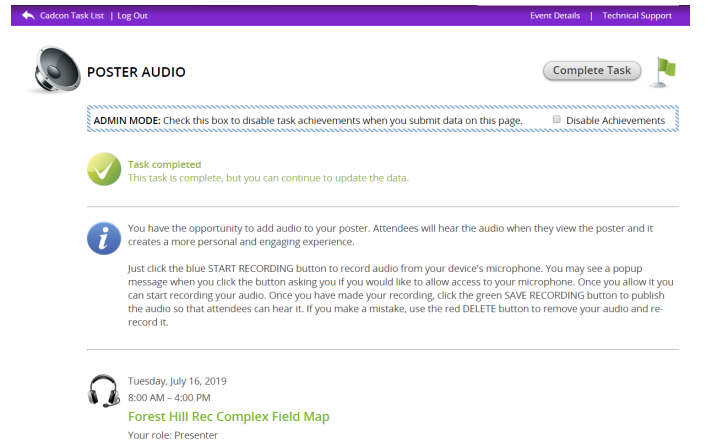 Cadcon Task List | Log Out
Event Details | Technical Support
POSTER AUDIO
Complete Task
ADMIN MODE: Check this box to disable task achievements when you submit data on this page.
Disable Achievements
Task completed
This task is complete, but you can continue to update the data.
You have the opportunity to add audio to your poster. Attendees will hear the audio when they view the poster and it
creates a more personal and engaging experience.
Just click the blue START RECORDING button to record audio from your device's microphone. You may see a popup
message when you click the button asking you if you would like to allow access to your microphone. Once you allow it you
can start recording your audio. Once you have made your recording, click the green SAVE RECORDING button to publish
the audio so that attendees can hear it. If you make a mistake, use the red DELETE button to remove your audio and re-
record it.
Tuesday, July 16, 2019
8:00 AM – 4:00 PM
Forest Hill Rec Complex Field Map
Your role: Presenter